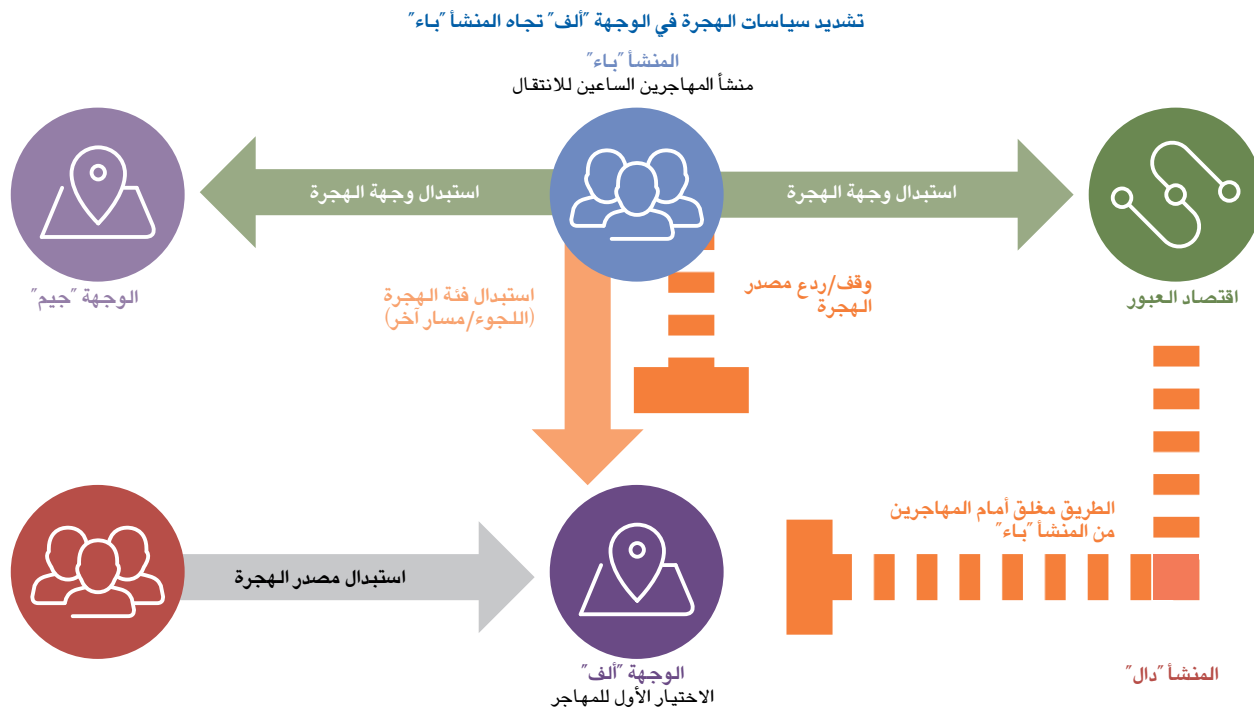 تشديد سياسات الهجرة في الوجهة "ألف" تجاه المنشأ "باء"
المنشأ "باء"
منشأ المهاجرين الساعين للانتقال
استبدال وجهة الهجرة
استبدال وجهة الهجرة
اقتصاد العبور
وقف/ردع مصدر
الهجرة
استبدال فئة الهجرة
(اللجوء/مسار آخر)
الوجهة "جيم"
الطريق مغلق أمام المهاجرين
من المنشأ "باء"
استبدال مصدر الهجرة
المنشأ "دال"
الوجهة "ألف"
الاختيار الأول للمهاجر